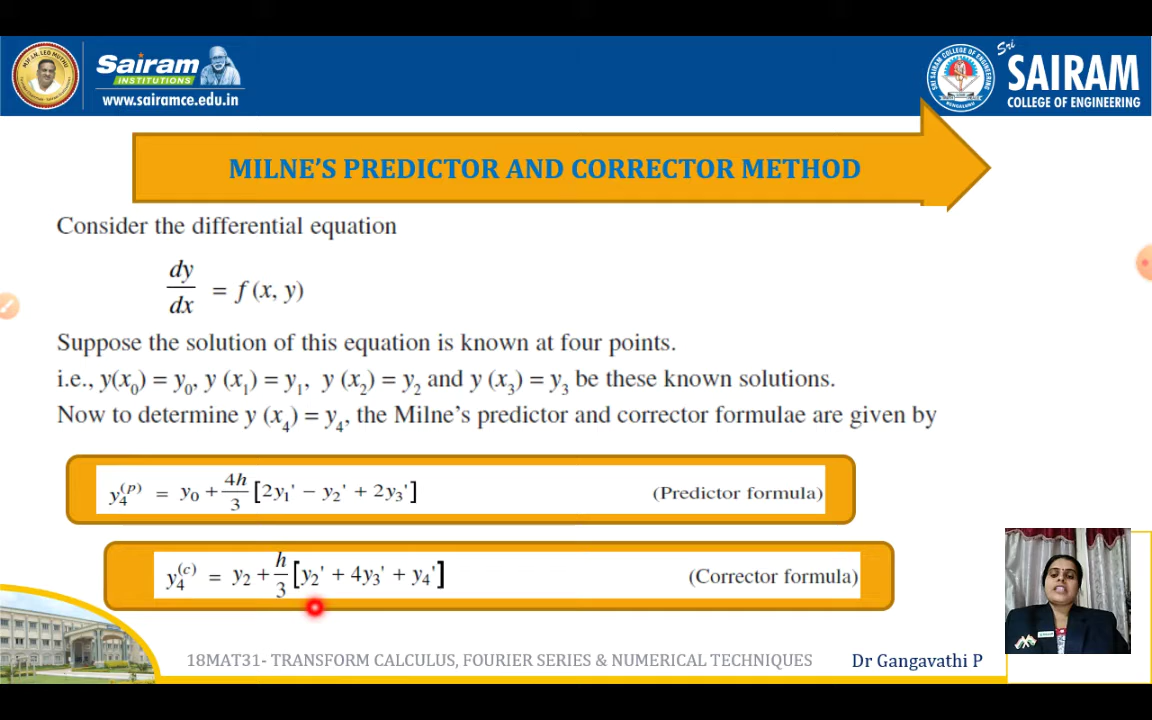 Sairam
INSTITUTIONS
www.sairamce.edu.in
Sri
SAIRAM
COLLEGE OF ENGINEERING
MILNE'S PREDICTOR AND CORRECTOR METHOD
Consider the differential equation
dy/dx = f (x, y)
Suppose the solution of this equation is known at four points.
i.e., y(x₀) = y₀, y (x₁) = y₁, y (x₂) = y₂ and y (x₃) = y₃ be these known solutions.
Now to determine y (x₄) = y₄, the Milne's predictor and corrector formulae are given by
y₄^(p) = y₀ + 4h/3 [2y₁' − y₂' + 2y₃'] (Predictor formula)
y₄^(c) = y₂ + h/3 [y₂' + 4y₃' + y₄'] (Corrector formula)
18MAT31- TRANSFORM CALCULUS, FOURIER SERIES & NUMERICAL TECHNIQUES
Dr Gangavathi P